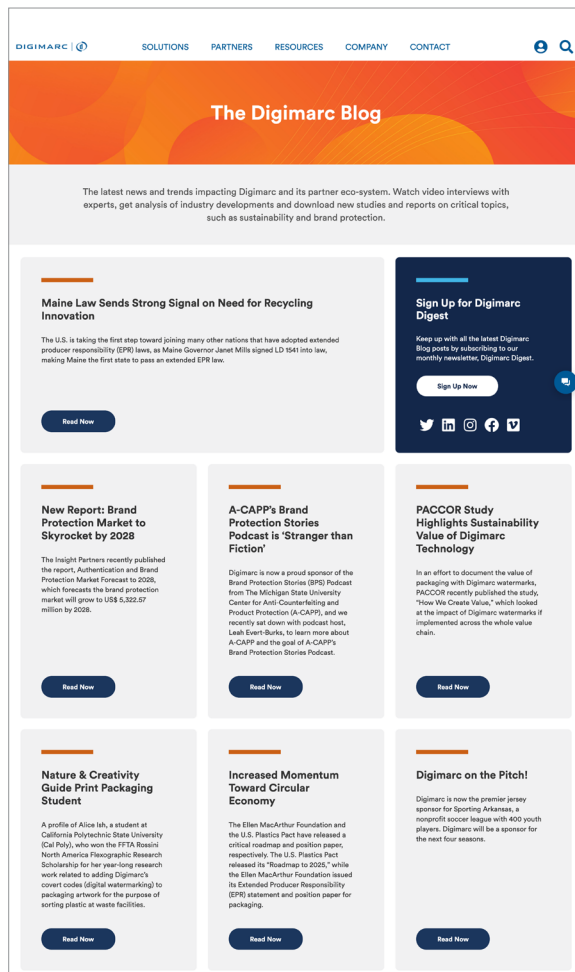 DIGIMARC
SOLUTIONS PARTNERS RESOURCES COMPANY CONTACT
The Digimarc Blog
The latest news and trends impacting Digimarc and its partner eco-system. Watch video interviews with
experts, get analysis of industry developments and download new studies and reports on critical topics,
such as sustainability and brand protection.
Maine Law Sends Strong Signal on Need for Recycling
Innovation
The U.S. is taking the first step toward joining many other nations that have adopted extended
producer responsibility (EPR) laws, as Maine Governor Janet Mills signed LD 1541 into law,
making Maine the first state to pass an extended EPR law.
Read Now
Sign Up for Digimarc
Digest
Keep up with all the latest Digimarc
Blog posts by subscribing to our
monthly newsletter, Digimarc Digest.
Sign Up Now
New Report: Brand
Protection Market to
Skyrocket by 2028
The Insight Partners recently published
the report, Authentication and Brand
Protection Market Forecast to 2028,
which forecasts the brand protection
market will grow to US$ 5,322.57
million by 2028.
Read Now
A-CAPP's Brand
Protection Stories
Podcast is 'Stranger than
Fiction'
Digimarc is now a proud sponsor of the
Brand Protection Stories (BPS) Podcast
from The Michigan State University
Center for Anti-Counterfeiting and
Product Protection (A-CAPP), and we
recently sat down with podcast host,
Leah Evert-Burks, to learn more about
A-CAPP and the goal of A-CAPP's
Brand Protection Stories Podcast.
Read Now
PACCOR Study
Highlights Sustainability
Value of Digimarc
Technology
In an effort to document the value of
packaging with Digimarc watermarks,
PACCOR recently published the study,
"How We Create Value," which looked
at the impact of Digimarc watermarks if
implemented across the whole value
chain.
Read Now
Nature & Creativity
Guide Print Packaging
Student
A profile of Alice Ish, a student at
California Polytechnic State University
(Cal Poly), who won the FFTA Rossini
North America Flexographic Research
Scholarship for her year-long research
work related to adding Digimarc's
covert codes (digital watermarking) to
packaging artwork for the purpose of
sorting plastic at waste facilities.
Read Now
Increased Momentum
Toward Circular
Economy
The Ellen MacArthur Foundation and
the U.S. Plastics Pact have released a
critical roadmap and position paper,
respectively. The U.S. Plastics Pact
released its "Roadmap to 2025," while
the Ellen MacArthur Foundation issued
its Extended Producer Responsibility
(EPR) statement and position paper for
packaging.
Read Now
Digimarc on the Pitch!
Digimarc is now the premier jersey
sponsor for Sporting Arkansas, a
nonprofit soccer league with 400 youth
players. Digimarc will be a sponsor for
the next four seasons.
Read Now